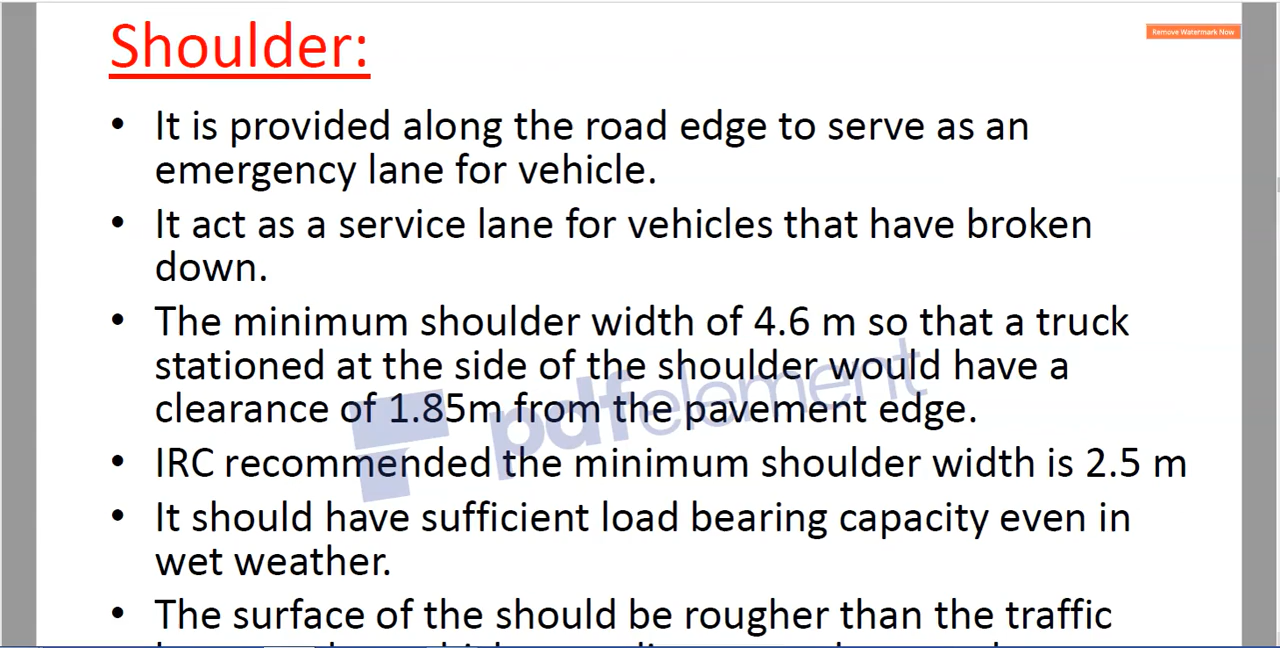 Shoulder:
Remove Watermark Now
• It is provided along the road edge to serve as an
emergency lane for vehicle.
• It act as a service lane for vehicles that have broken
down.
• The minimum shoulder width of 4.6 m so that a truck
stationed at the side of the shoulder would have a
clearance of 1.85m from the pavement edge.
pdfelement
• IRC recommended the minimum shoulder width is 2.5 m
• It should have sufficient load bearing capacity even in
wet weather.
• The surface of the should be rougher than the traffic